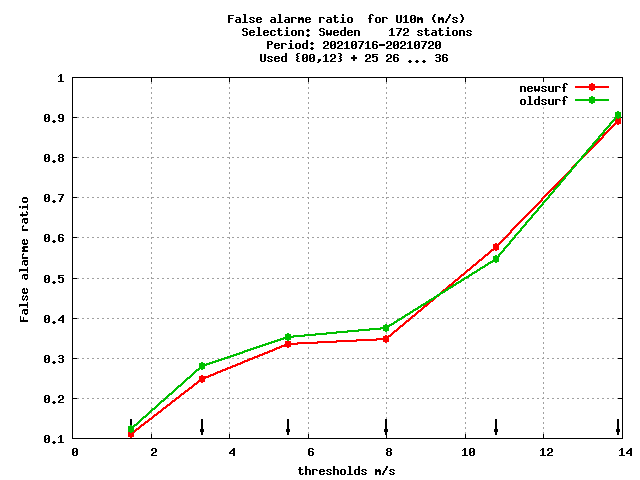 False alarme ratio  for U10m (m/s)
Selection: Sweden    172 stations
Period: 20210716-20210720
Used {00,12} + 25 26 ... 36
newsurf
oldsurf
False alarme ratio
1
0.9
0.8
0.7
0.6
0.5
0.4
0.3
0.2
0.1
0 2 4 6 8 10 12 14
thresholds m/s